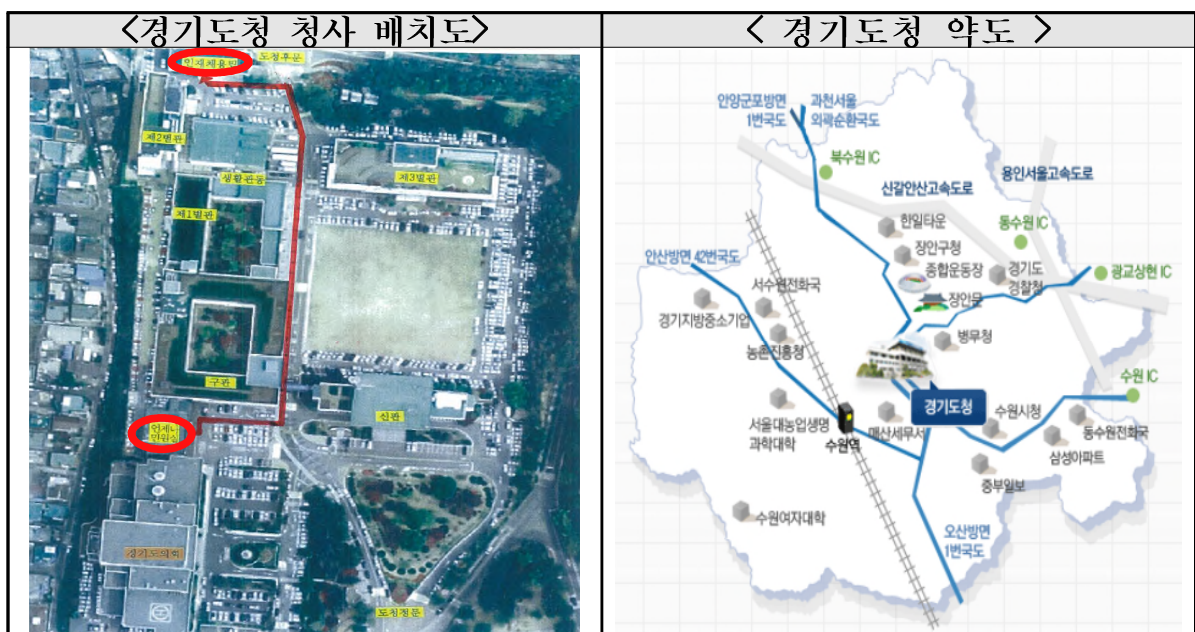 <경기도청 청사 배치도>
인재채용팀
도청후문
제2별관
생활관동
제3별관
제1별관
구관
신관
언제나
민원실
경기도의회
도청정문
< 경기도청 약도 >
안양군포방면
1번국도
과천서울
외곽순환국도
북수원 IC
신갈안산고속도로
용인서울고속도로
한일타운
동수원 IC
장안구청
안산방면 42번국도
종합운동장
경기도
경찰청
광교상현 IC
서수원전화국
장안문
경기지방중소기업
병무청
농촌진흥청
수원 IC
경기도청
서울대농업생명
과학대학
수원역
매산세무서
수원시청
동수원전화국
삼성아파트
중부일보
수원여자대학
오산방면
1번국도